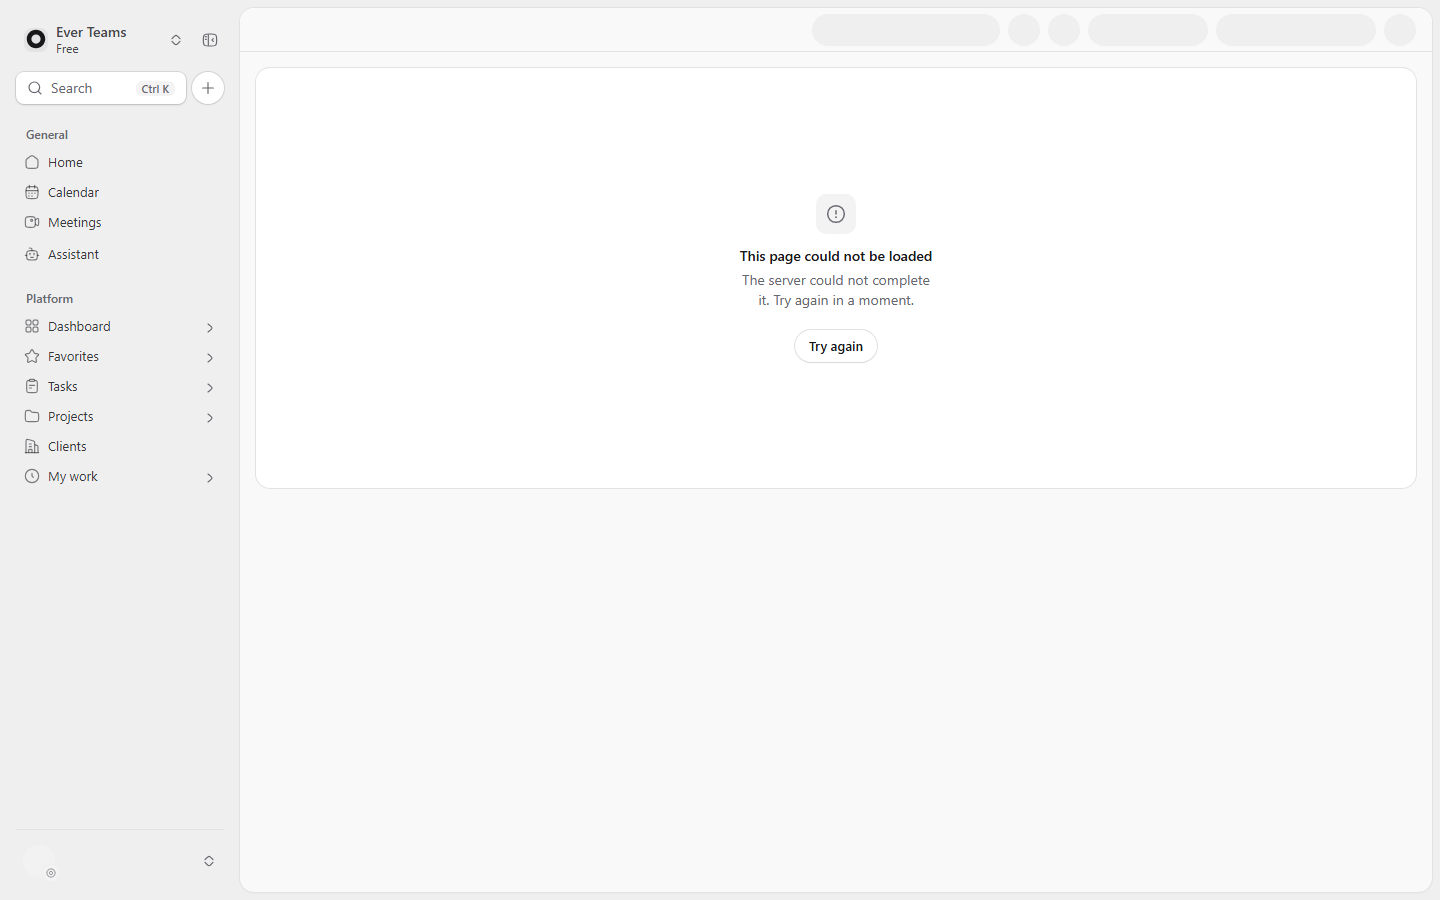 Ever Teams
Free
Search
Ctrl K
General
Home
Calendar
Meetings
Assistant
Platform
Dashboard
Favorites
Tasks
Projects
Clients
My work
This page could not be loaded
The server could not complete
it. Try again in a moment.
Try again